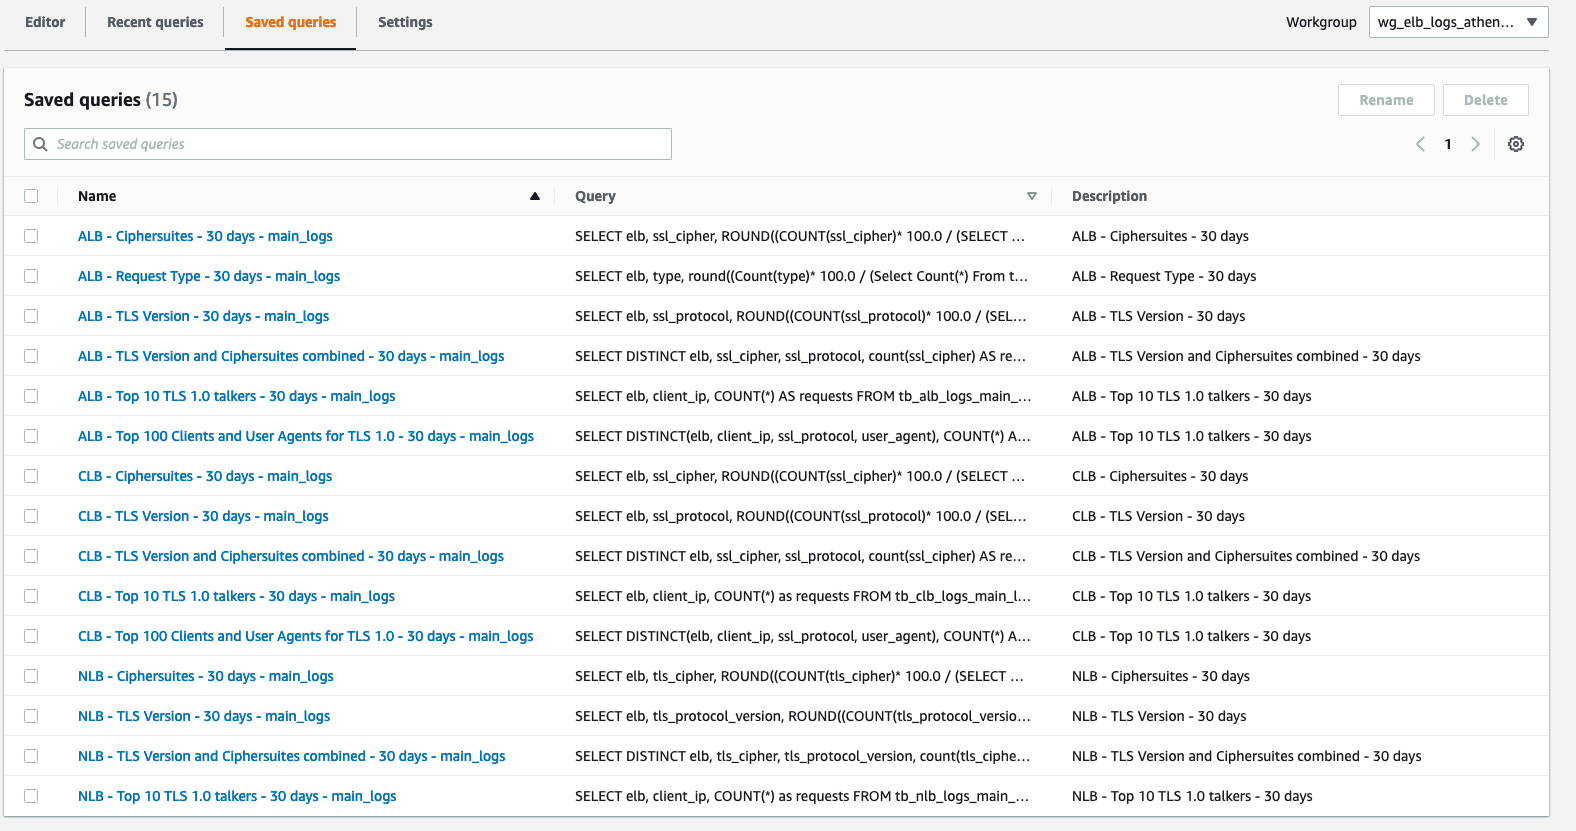 Editor Recent queries Saved queries Settings Workgroup wg_elb_logs_athen...
Saved queries (15) Rename Delete
Search saved queries 1
Name Query Description
ALB - Ciphersuites - 30 days - main_logs SELECT elb, ssl_cipher, ROUND((COUNT(ssl_cipher)* 100.0 / (SELECT ... ALB - Ciphersuites - 30 days
ALB - Request Type - 30 days - main_logs SELECT elb, type, round((Count(type)* 100.0 / (Select Count(*) From t... ALB - Request Type - 30 days
ALB - TLS Version - 30 days - main_logs SELECT elb, ssl_protocol, ROUND((COUNT(ssl_protocol)* 100.0 / (SEL... ALB - TLS Version - 30 days
ALB - TLS Version and Ciphersuites combined - 30 days - main_logs SELECT DISTINCT elb, ssl_cipher, ssl_protocol, count(ssl_cipher) AS re... ALB - TLS Version and Ciphersuites combined - 30 days
ALB - Top 10 TLS 1.0 talkers - 30 days - main_logs SELECT elb, client_ip, COUNT(*) AS requests FROM tb_alb_logs_main_... ALB - Top 10 TLS 1.0 talkers - 30 days
ALB - Top 100 Clients and User Agents for TLS 1.0 - 30 days - main_logs SELECT DISTINCT(elb, client_ip, ssl_protocol, user_agent), COUNT(*) A... ALB - Top 10 TLS 1.0 talkers - 30 days
CLB - Ciphersuites - 30 days - main_logs SELECT elb, ssl_cipher, ROUND((COUNT(ssl_cipher)* 100.0 / (SELECT ... CLB - Ciphersuites - 30 days
CLB - TLS Version - 30 days - main_logs SELECT elb, ssl_protocol, ROUND((COUNT(ssl_protocol)* 100.0 / (SEL... CLB - TLS Version - 30 days
CLB - TLS Version and Ciphersuites combined - 30 days - main_logs SELECT DISTINCT elb, ssl_cipher, ssl_protocol, count(ssl_cipher) AS re... CLB - TLS Version and Ciphersuites combined - 30 days
CLB - Top 10 TLS 1.0 talkers - 30 days - main_logs SELECT elb, client_ip, COUNT(*) as requests FROM tb_clb_logs_main_l... CLB - Top 10 TLS 1.0 talkers - 30 days
CLB - Top 100 Clients and User Agents for TLS 1.0 - 30 days - main_logs SELECT DISTINCT(elb, client_ip, ssl_protocol, user_agent), COUNT(*) A... CLB - Top 10 TLS 1.0 talkers - 30 days
NLB - Ciphersuites - 30 days - main_logs SELECT elb, tls_cipher, ROUND((COUNT(tls_cipher)* 100.0 / (SELECT ... NLB - Ciphersuites - 30 days
NLB - TLS Version - 30 days - main_logs SELECT elb, tls_protocol_version, ROUND((COUNT(tls_protocol_versio... NLB - TLS Version - 30 days
NLB - TLS Version and Ciphersuites combined - 30 days - main_logs SELECT DISTINCT elb, tls_cipher, tls_protocol_version, count(tls_ciphe... NLB - TLS Version and Ciphersuites combined - 30 days
NLB - Top 10 TLS 1.0 talkers - 30 days - main_logs SELECT elb, client_ip, COUNT(*) as requests FROM tb_nlb_logs_main_... NLB - Top 10 TLS 1.0 talkers - 30 days